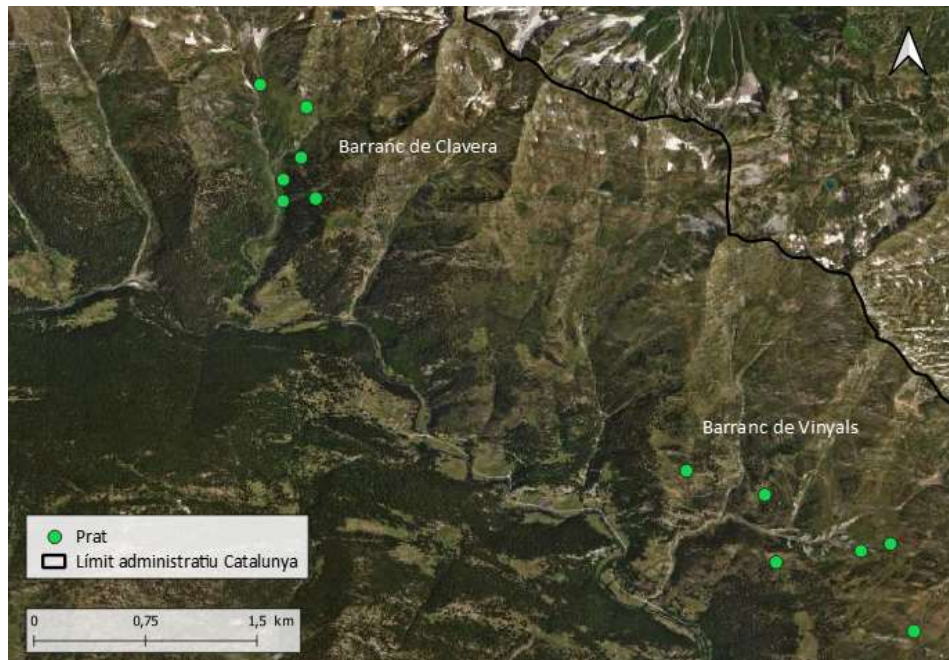 Barranc de Clavera
Barranc de Vinyals
Prat
Límit administratiu Catalunya
0 0,75 1,5 km